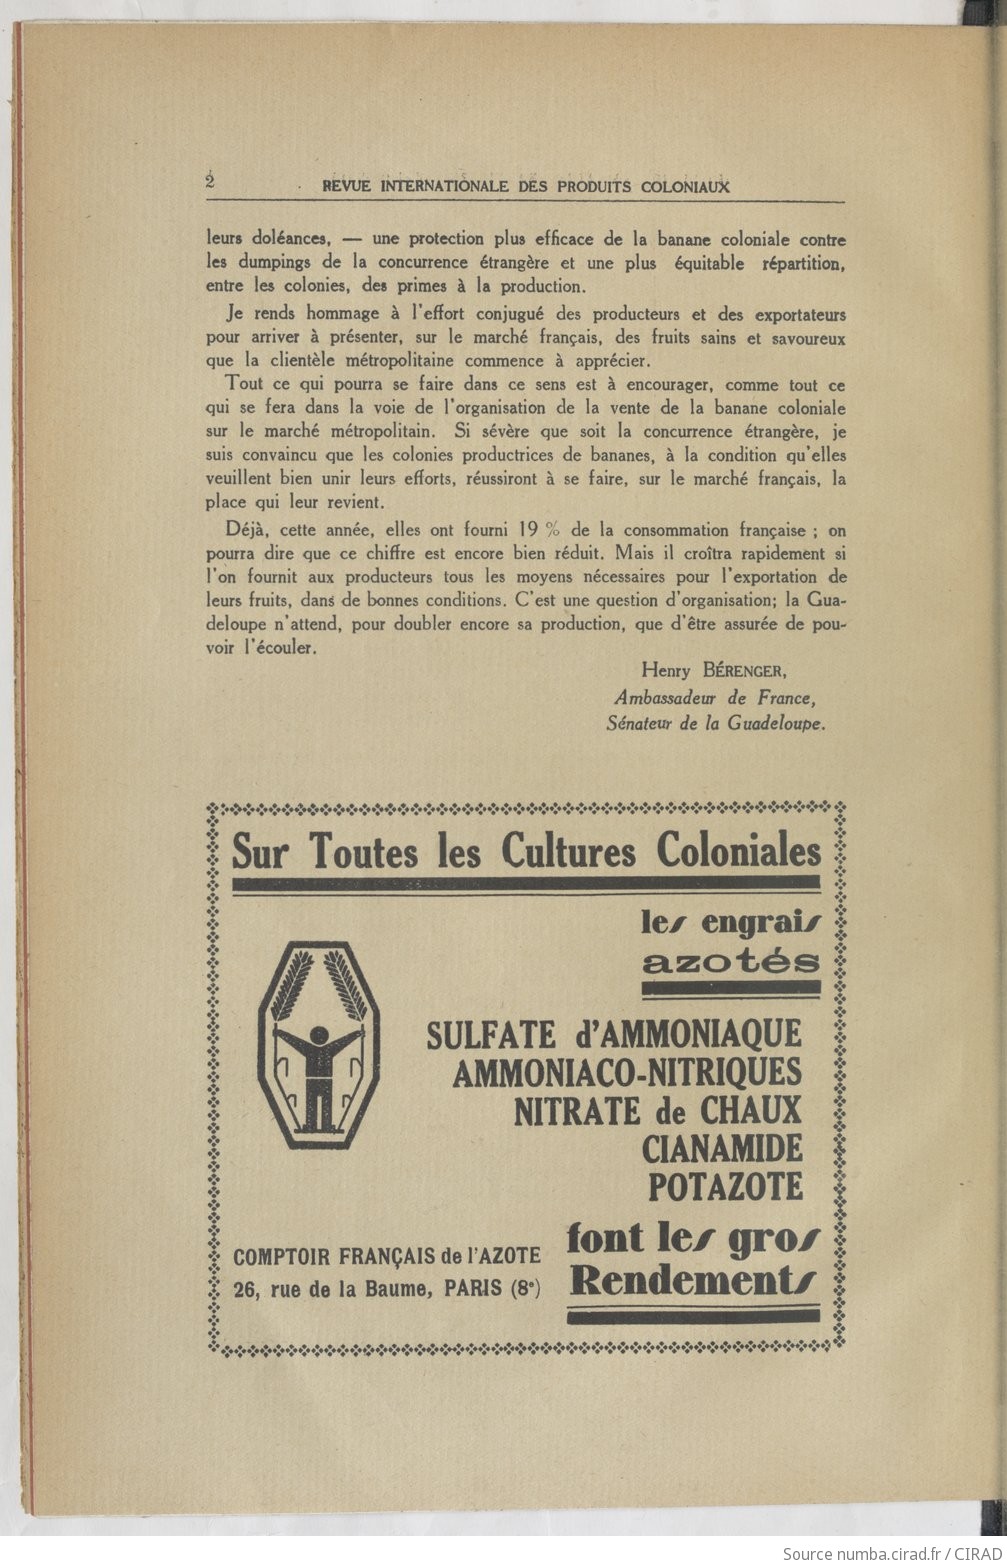 2
REVUE INTERNATIONALE DES PRODUITS COLONIAUX
leurs doléances, — une protection plus efficace de la banane coloniale contre
les dumpings de la concurrence étrangère et une plus équitable répartition,
entre les colonies, des primes à la production.
Je rends hommage à l'effort conjugué des producteurs et des exportateurs
pour arriver à présenter, sur le marché français, des fruits sains et savoureux
que la clientèle métropolitaine commence à apprécier.
Tout ce qui pourra se faire dans ce sens est à encourager, comme tout ce
qui se fera dans la voie de l'organisation de la vente de la banane coloniale
sur le marché métropolitain. Si sévère que soit la concurrence étrangère, je
suis convaincu que les colonies productrices de bananes, à la condition qu'elles
veuillent bien unir leurs efforts, réussiront à se faire, sur le marché français, la
place qui leur revient.
Déjà, cette année, elles ont fourni 19 % de la consommation française ; on
pourra dire que ce chiffre est encore bien réduit. Mais il croîtra rapidement si
l'on fournit aux producteurs tous les moyens nécessaires pour l'exportation de
leurs fruits, dans de bonnes conditions. C'est une question d'organisation; la Gua-
deloupe n'attend, pour doubler encore sa production, que d'être assurée de pou-
voir l'écouler.
Henry BÉRENGER,
Ambassadeur de France,
Sénateur de la Guadeloupe.
Sur Toutes les Cultures Coloniales
les engrais
azotés
SULFATE d'AMMONIAQUE
AMMONIACO-NITRIQUES
NITRATE de CHAUX
CIANAMIDE
POTAZOTE
font les gros
Rendements
COMPTOIR FRANÇAIS de l'AZOTE
26, rue de la Baume, PARIS (8e)
Source numba.cirad.fr / CIRAD